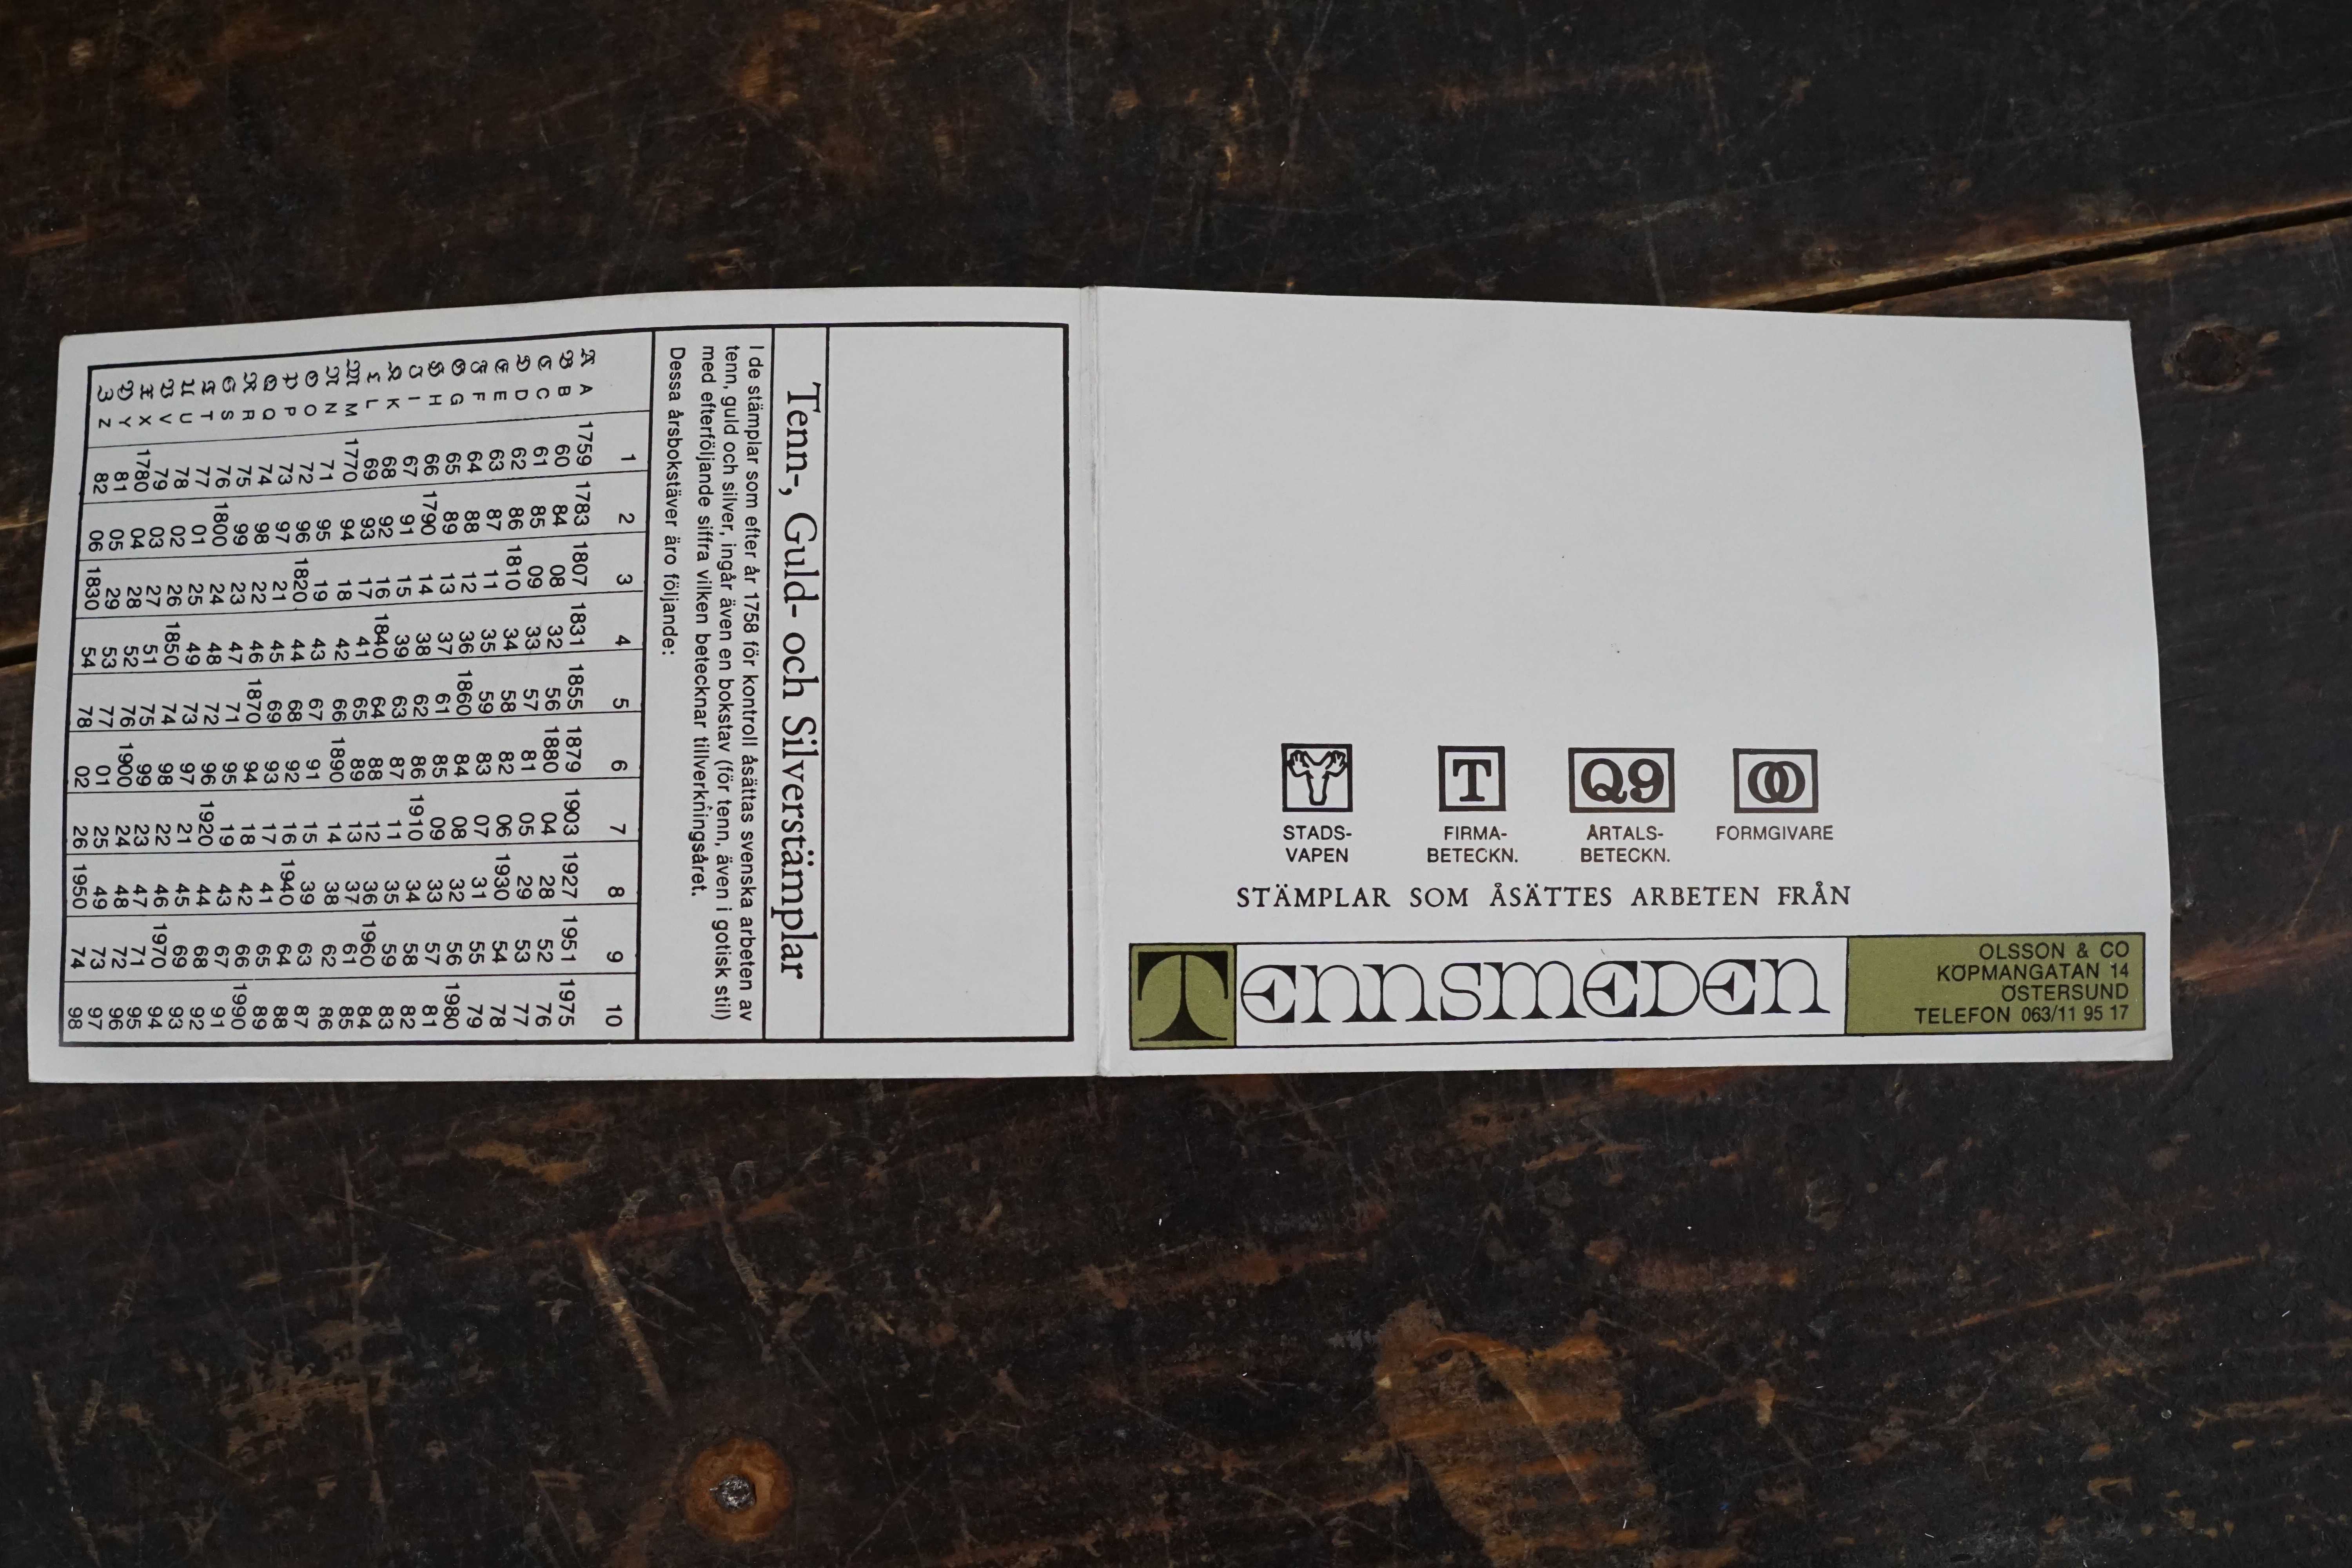 Tenn-, Guld- och Silverstämplar
I de stämplar som efter år 1758 för kontroll åsättas svenska arbeten av
tenn, guld och silver, ingår även en bokstav (för tenn, även i gotisk stil)
med efterföljande siffra vilken betecknar tillverkningsåret.
Dessa årsbokstäver äro följande:
1 2 3 4 5 6 7 8 9 10
A A 1759 1783 1807 1831 1855 1879 1903 1927 1951 1975
B B 60 84 08 32 56 1880 04 28 52 76
C C 61 85 09 33 57 81 05 29 53 77
D D 62 86 1810 34 58 82 06 1930 54 78
E E 63 87 11 35 59 83 07 31 55 79
F F 64 88 12 36 1860 84 08 32 56 1980
G G 65 89 13 37 61 85 09 33 57 81
H H 66 1790 14 38 62 86 1910 34 58 82
I I 67 91 15 39 63 87 11 35 59 83
K K 68 92 16 1840 64 88 12 36 1960 84
L L 69 93 17 41 65 89 13 37 61 85
M M 1770 94 18 42 66 1890 14 38 62 86
N N 71 95 19 43 67 91 15 39 63 87
O O 72 96 1820 44 68 92 16 1940 64 88
P P 73 97 21 45 69 93 17 41 65 89
Q Q 74 98 22 46 1870 94 18 42 66 1990
R R 75 99 23 47 71 95 19 43 67 91
S S 76 1800 24 48 72 96 1920 44 68 92
T T 77 01 25 49 73 97 21 45 69 93
U U 78 02 26 1850 74 98 22 46 1970 94
V V 79 03 27 51 75 99 23 47 71 95
X X 1780 04 28 52 76 1900 24 48 72 96
Y Y 81 05 29 53 77 01 25 49 73 97
Z Z 82 06 1830 54 78 02 26 1950 74 98
T Q9
STADS-
VAPEN
FIRMA-
BETECKN.
ÅRTALS-
BETECKN.
FORMGIVARE
STÄMPLAR SOM ÅSÄTTES ARBETEN FRÅN
TENNSMEDEN
OLSSON & CO
KÖPMANGATAN 14
ÖSTERSUND
TELEFON 063/11 95 17